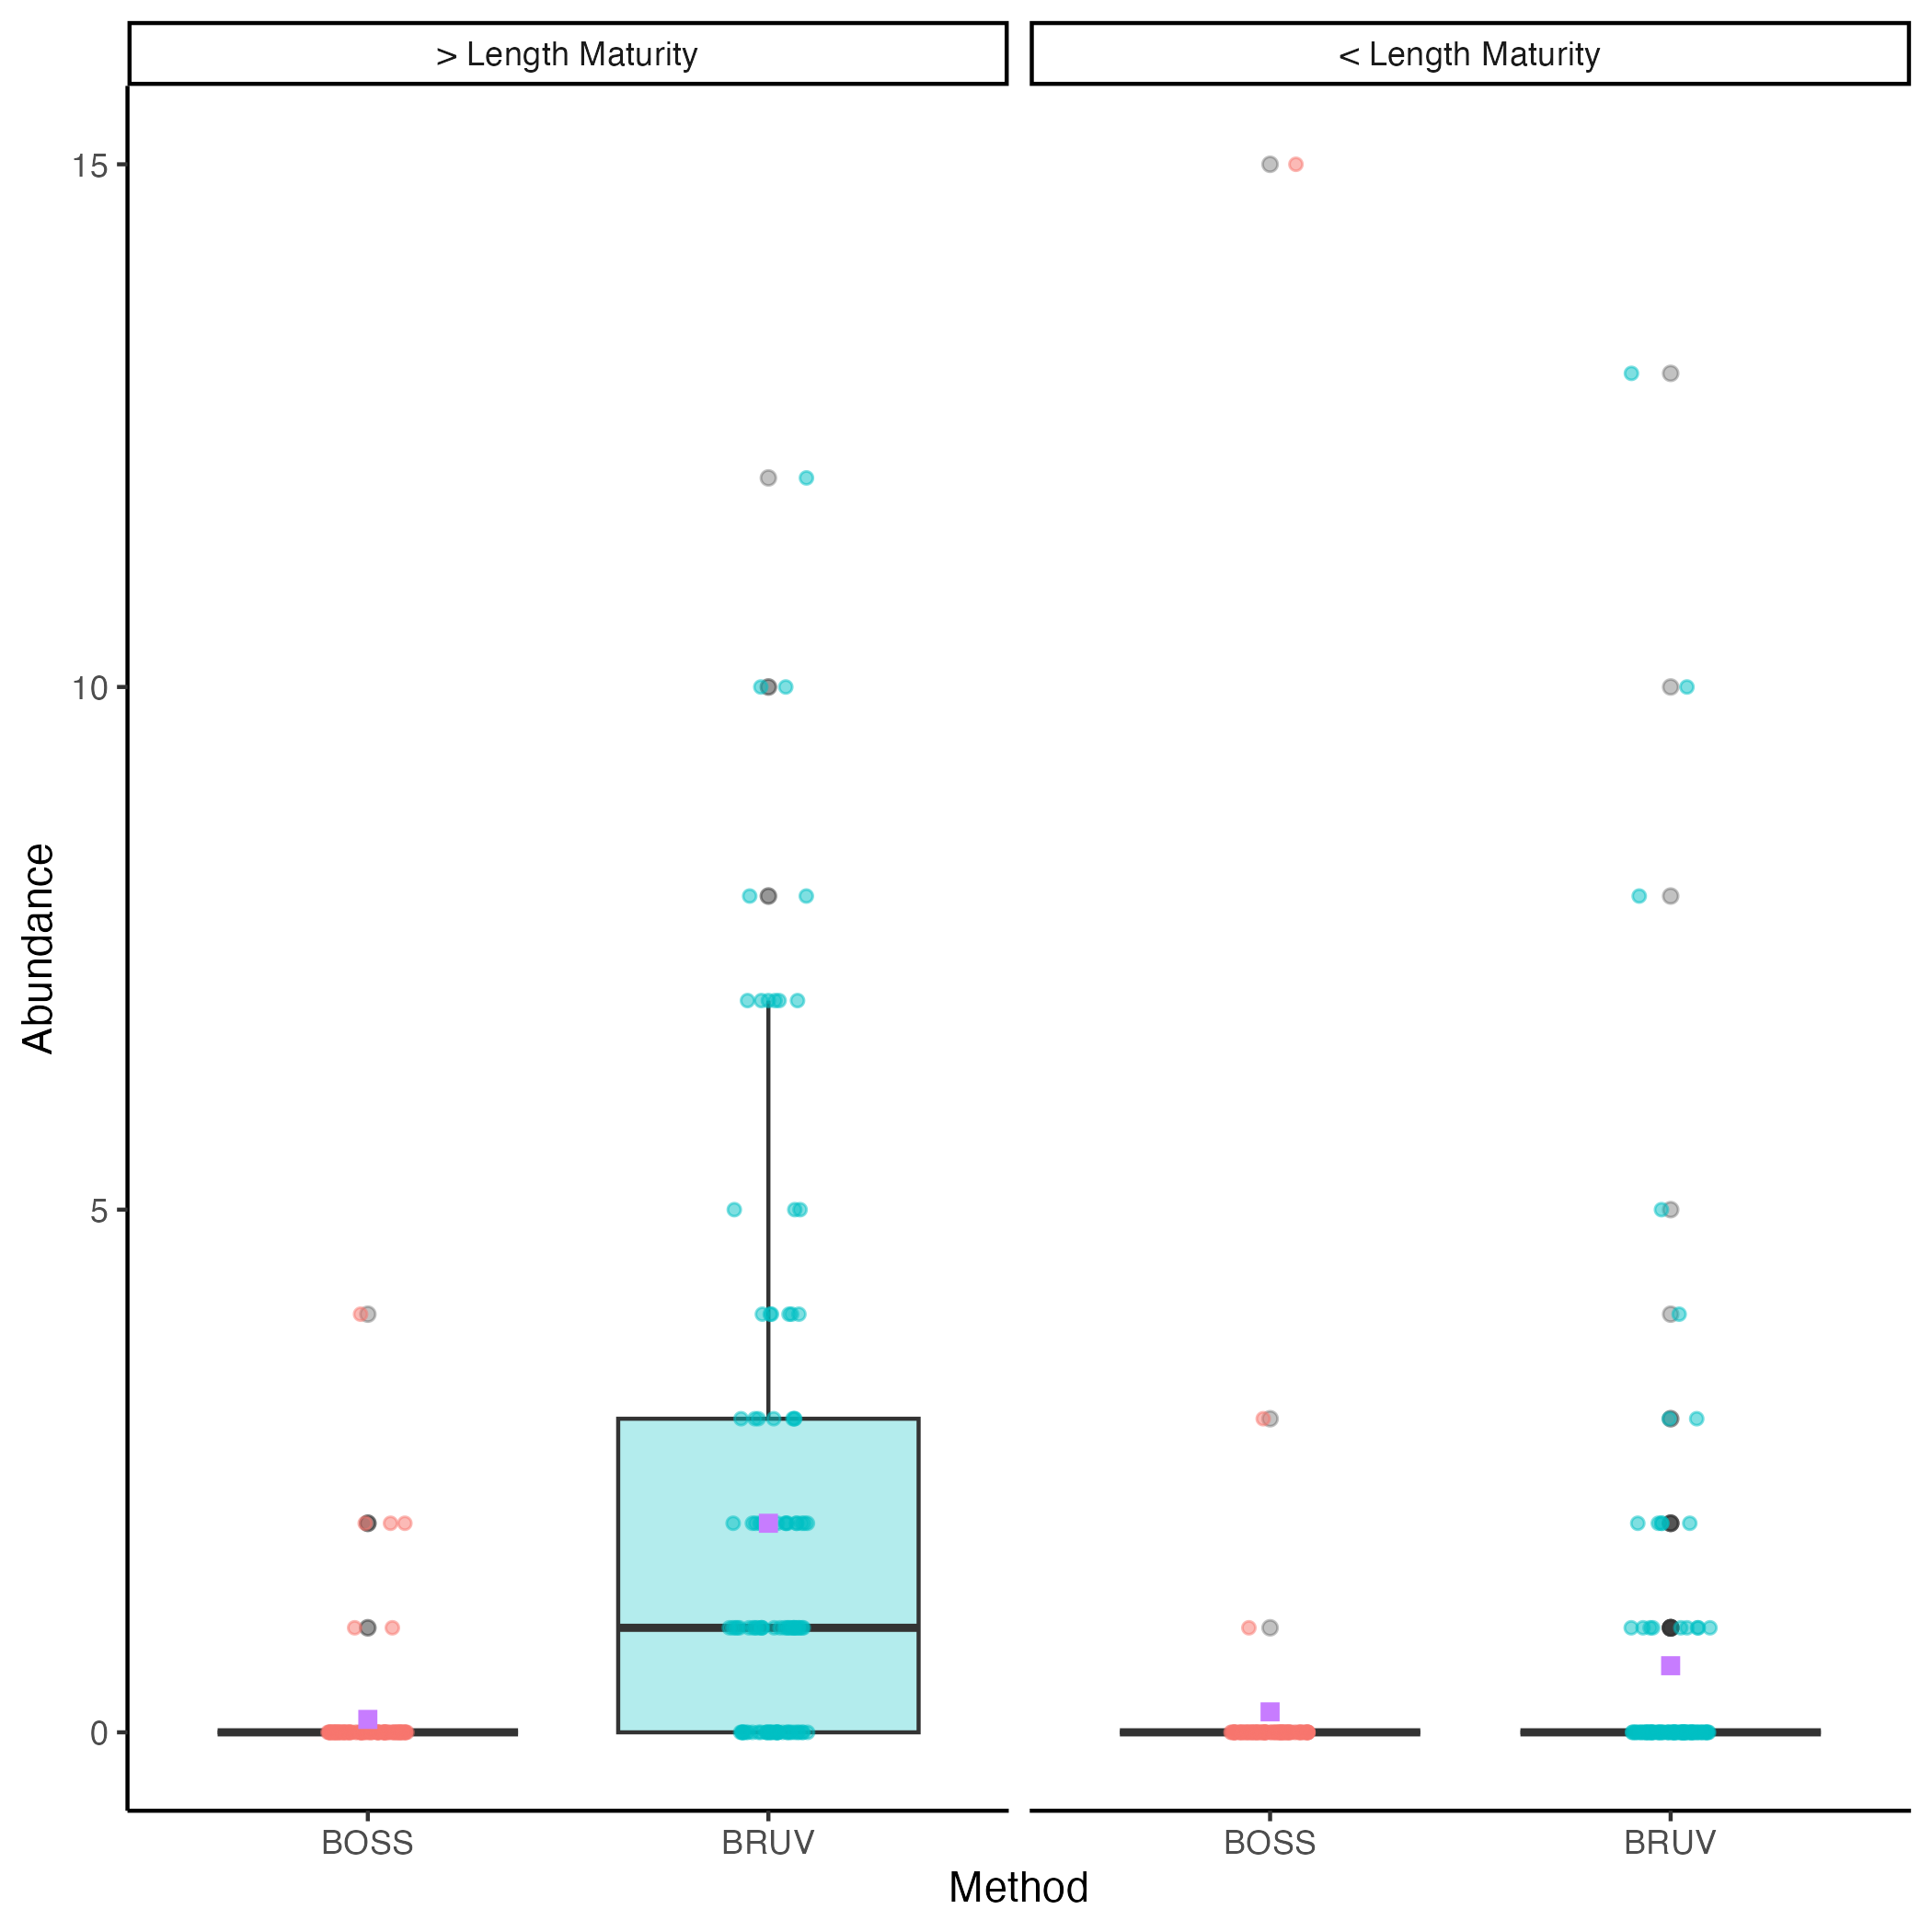 > Length Maturity
< Length Maturity
15
10
5
0
Abundance
BOSS
BRUV
BOSS
BRUV
Method